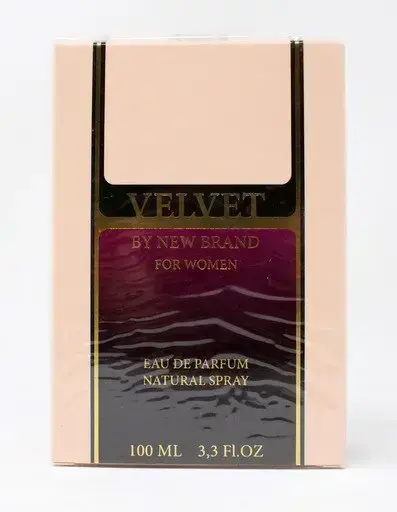 VELVET
BY NEW BRAND
FOR WOMEN
EAU DE PARFUM
NATURAL SPRAY
100 ML 3,3 Fl.OZ